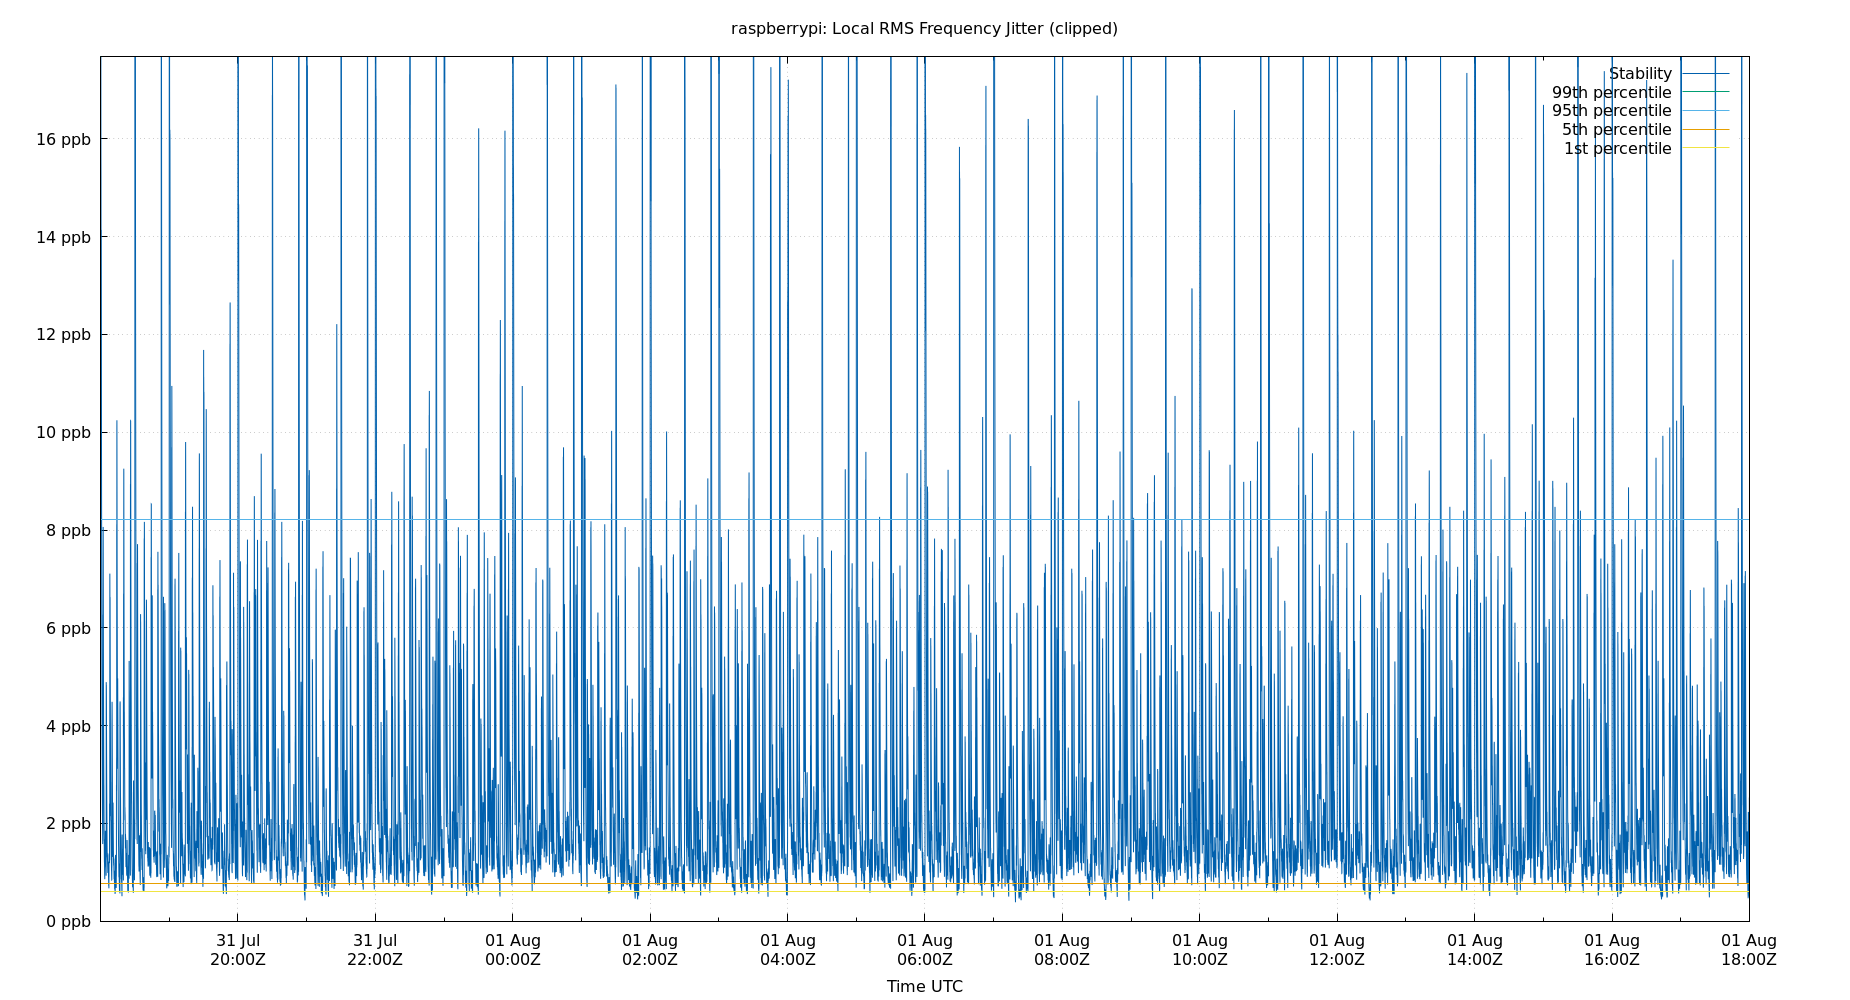 raspberrypi: Local RMS Frequency Jitter (clipped)
Stability
99th percentile
95th percentile
5th percentile
1st percentile
16 ppb
14 ppb
12 ppb
10 ppb
8 ppb
6 ppb
4 ppb
2 ppb
0 ppb
31 Jul 31 Jul 01 Aug 01 Aug 01 Aug 01 Aug 01 Aug 01 Aug 01 Aug 01 Aug 01 Aug 01 Aug
20:00Z 22:00Z 00:00Z 02:00Z 04:00Z 06:00Z 08:00Z 10:00Z 12:00Z 14:00Z 16:00Z 18:00Z
Time UTC